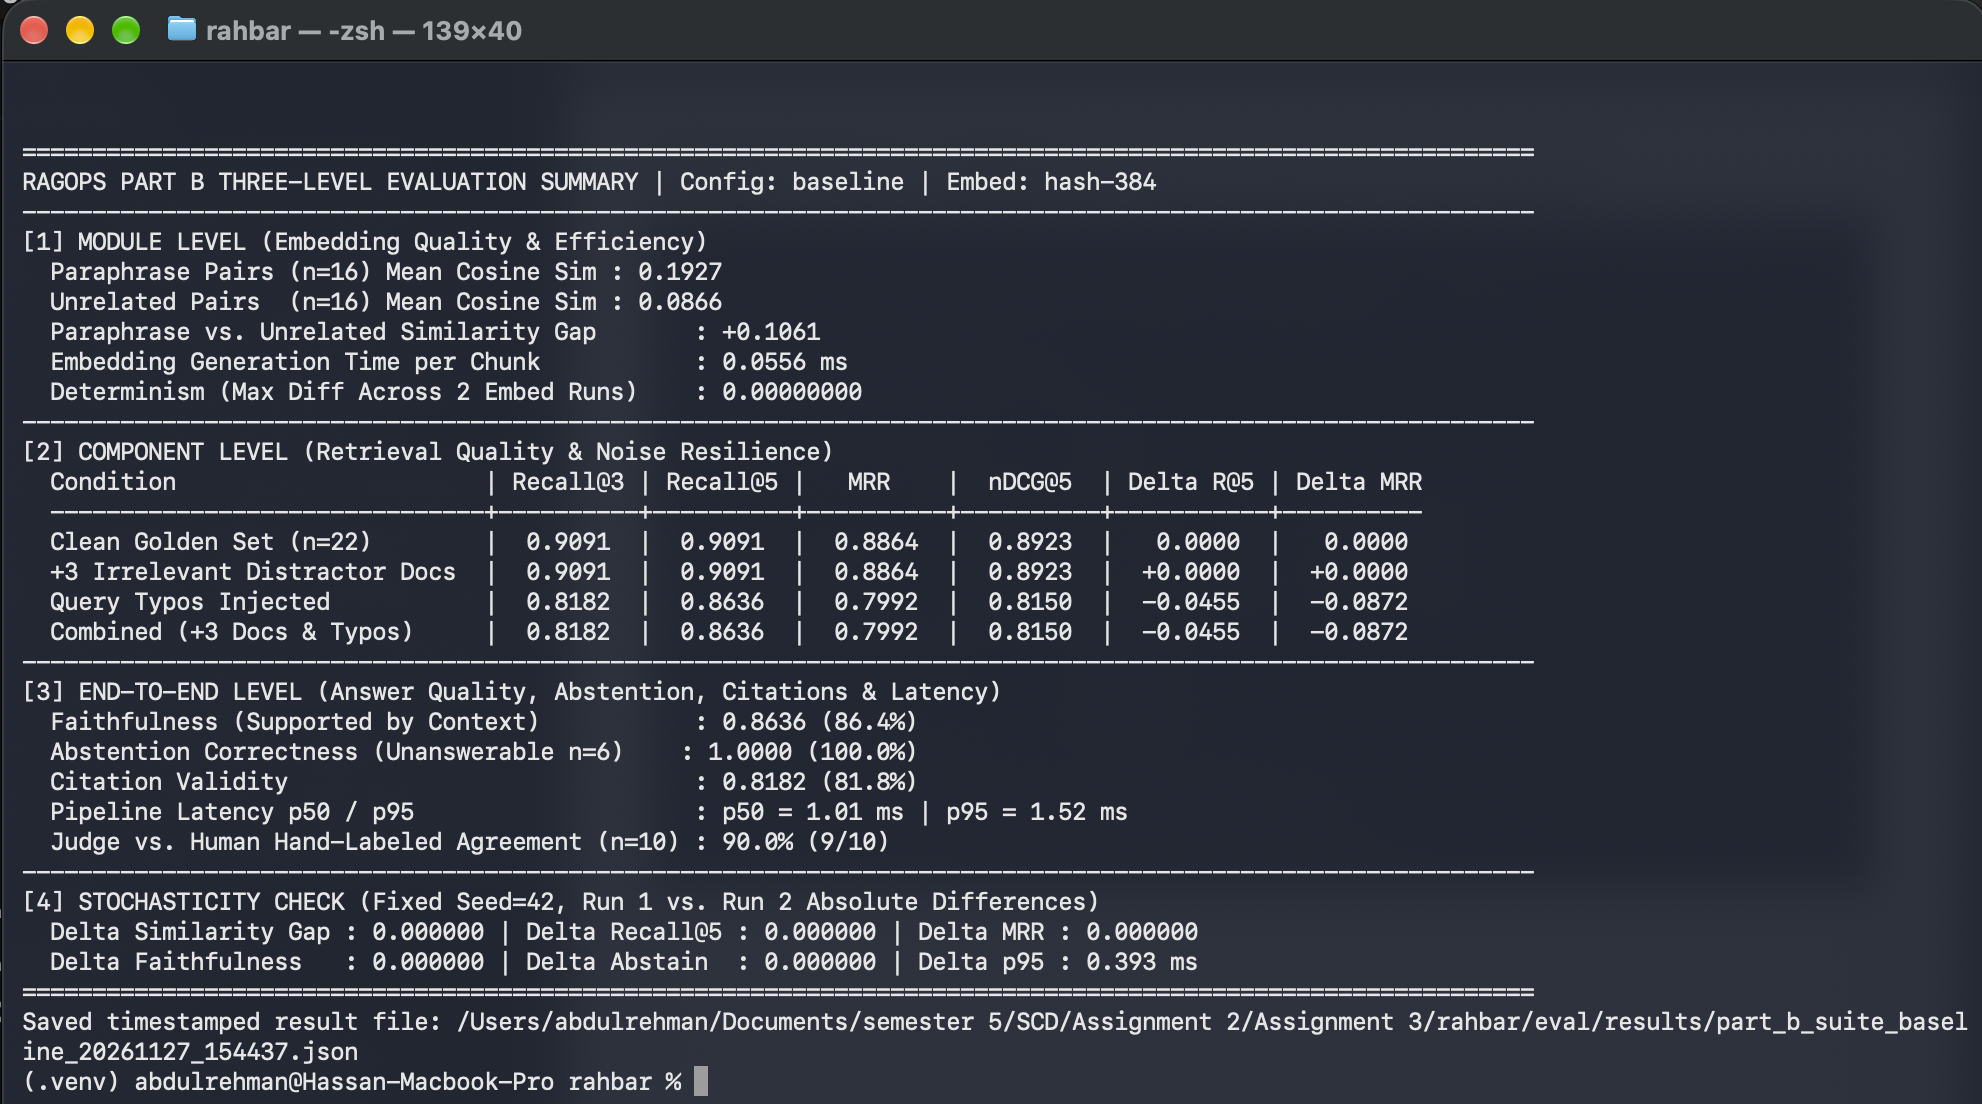 rahbar — -zsh — 139×40
====================================================================================================
RAGOPS PART B THREE-LEVEL EVALUATION SUMMARY | Config: baseline | Embed: hash-384
----------------------------------------------------------------------------------------------------
[1] MODULE LEVEL (Embedding Quality & Efficiency)
  Paraphrase Pairs (n=16) Mean Cosine Sim : 0.1927
  Unrelated Pairs  (n=16) Mean Cosine Sim : 0.0866
  Paraphrase vs. Unrelated Similarity Gap       : +0.1061
  Embedding Generation Time per Chunk           : 0.0556 ms
  Determinism (Max Diff Across 2 Embed Runs)    : 0.00000000
----------------------------------------------------------------------------------------------------
[2] COMPONENT LEVEL (Retrieval Quality & Noise Resilience)
  Condition                      | Recall@3 | Recall@5 |   MRR    |  nDCG@5  | Delta R@5 | Delta MRR
  -------------------------------+----------+----------+----------+----------+-----------+----------
  Clean Golden Set (n=22)        |  0.9091  |  0.9091  |  0.8864  |  0.8923  |   0.0000  |   0.0000
  +3 Irrelevant Distractor Docs  |  0.9091  |  0.9091  |  0.8864  |  0.8923  |  +0.0000  |  +0.0000
  Query Typos Injected           |  0.8182  |  0.8636  |  0.7992  |  0.8150  |  -0.0455  |  -0.0872
  Combined (+3 Docs & Typos)     |  0.8182  |  0.8636  |  0.7992  |  0.8150  |  -0.0455  |  -0.0872
----------------------------------------------------------------------------------------------------
[3] END-TO-END LEVEL (Answer Quality, Abstention, Citations & Latency)
  Faithfulness (Supported by Context)           : 0.8636 (86.4%)
  Abstention Correctness (Unanswerable n=6)    : 1.0000 (100.0%)
  Citation Validity                             : 0.8182 (81.8%)
  Pipeline Latency p50 / p95                    : p50 = 1.01 ms | p95 = 1.52 ms
  Judge vs. Human Hand-Labeled Agreement (n=10) : 90.0% (9/10)
----------------------------------------------------------------------------------------------------
[4] STOCHASTICITY CHECK (Fixed Seed=42, Run 1 vs. Run 2 Absolute Differences)
  Delta Similarity Gap : 0.000000 | Delta Recall@5 : 0.000000 | Delta MRR : 0.000000
  Delta Faithfulness   : 0.000000 | Delta Abstain  : 0.000000 | Delta p95 : 0.393 ms
====================================================================================================
Saved timestamped result file: /Users/abdulrehman/Documents/semester 5/SCD/Assignment 2/Assignment 3/rahbar/eval/results/part_b_suite_basel
ine_20261127_154437.json
(.venv) abdulrehman@Hassan-Macbook-Pro rahbar %